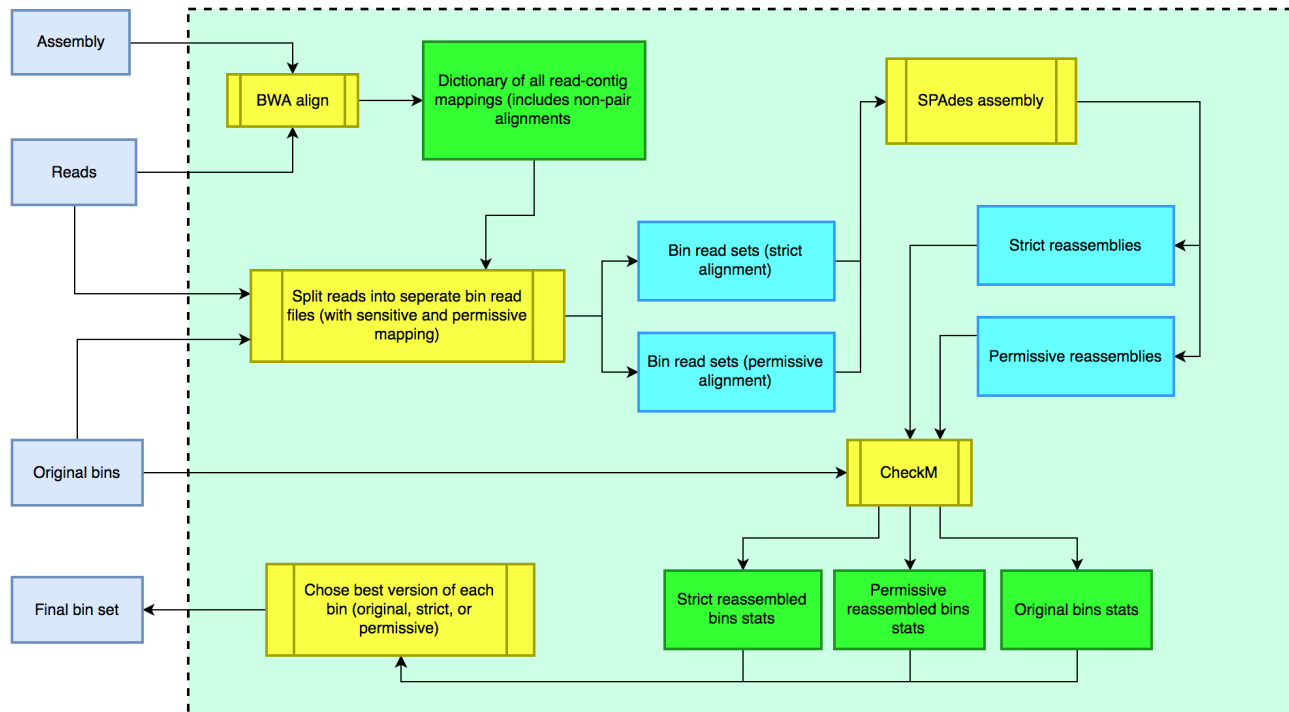 Assembly
BWA align
Dictionary of all read-contig
mappings (includes non-pair
alignments
SPAdes assembly
Reads
Bin read sets (strict
alignment)
Strict reassemblies
Split reads into seperate bin read
files (with sensitive and permissive
mapping)
Bin read sets (permissive
alignment)
Permissive reassemblies
Original bins
CheckM
Final bin set
Chose best version of each
bin (original, strict, or
permissive)
Strict reassembled
bins stats
Permissive
reassembled bins
stats
Original bins stats